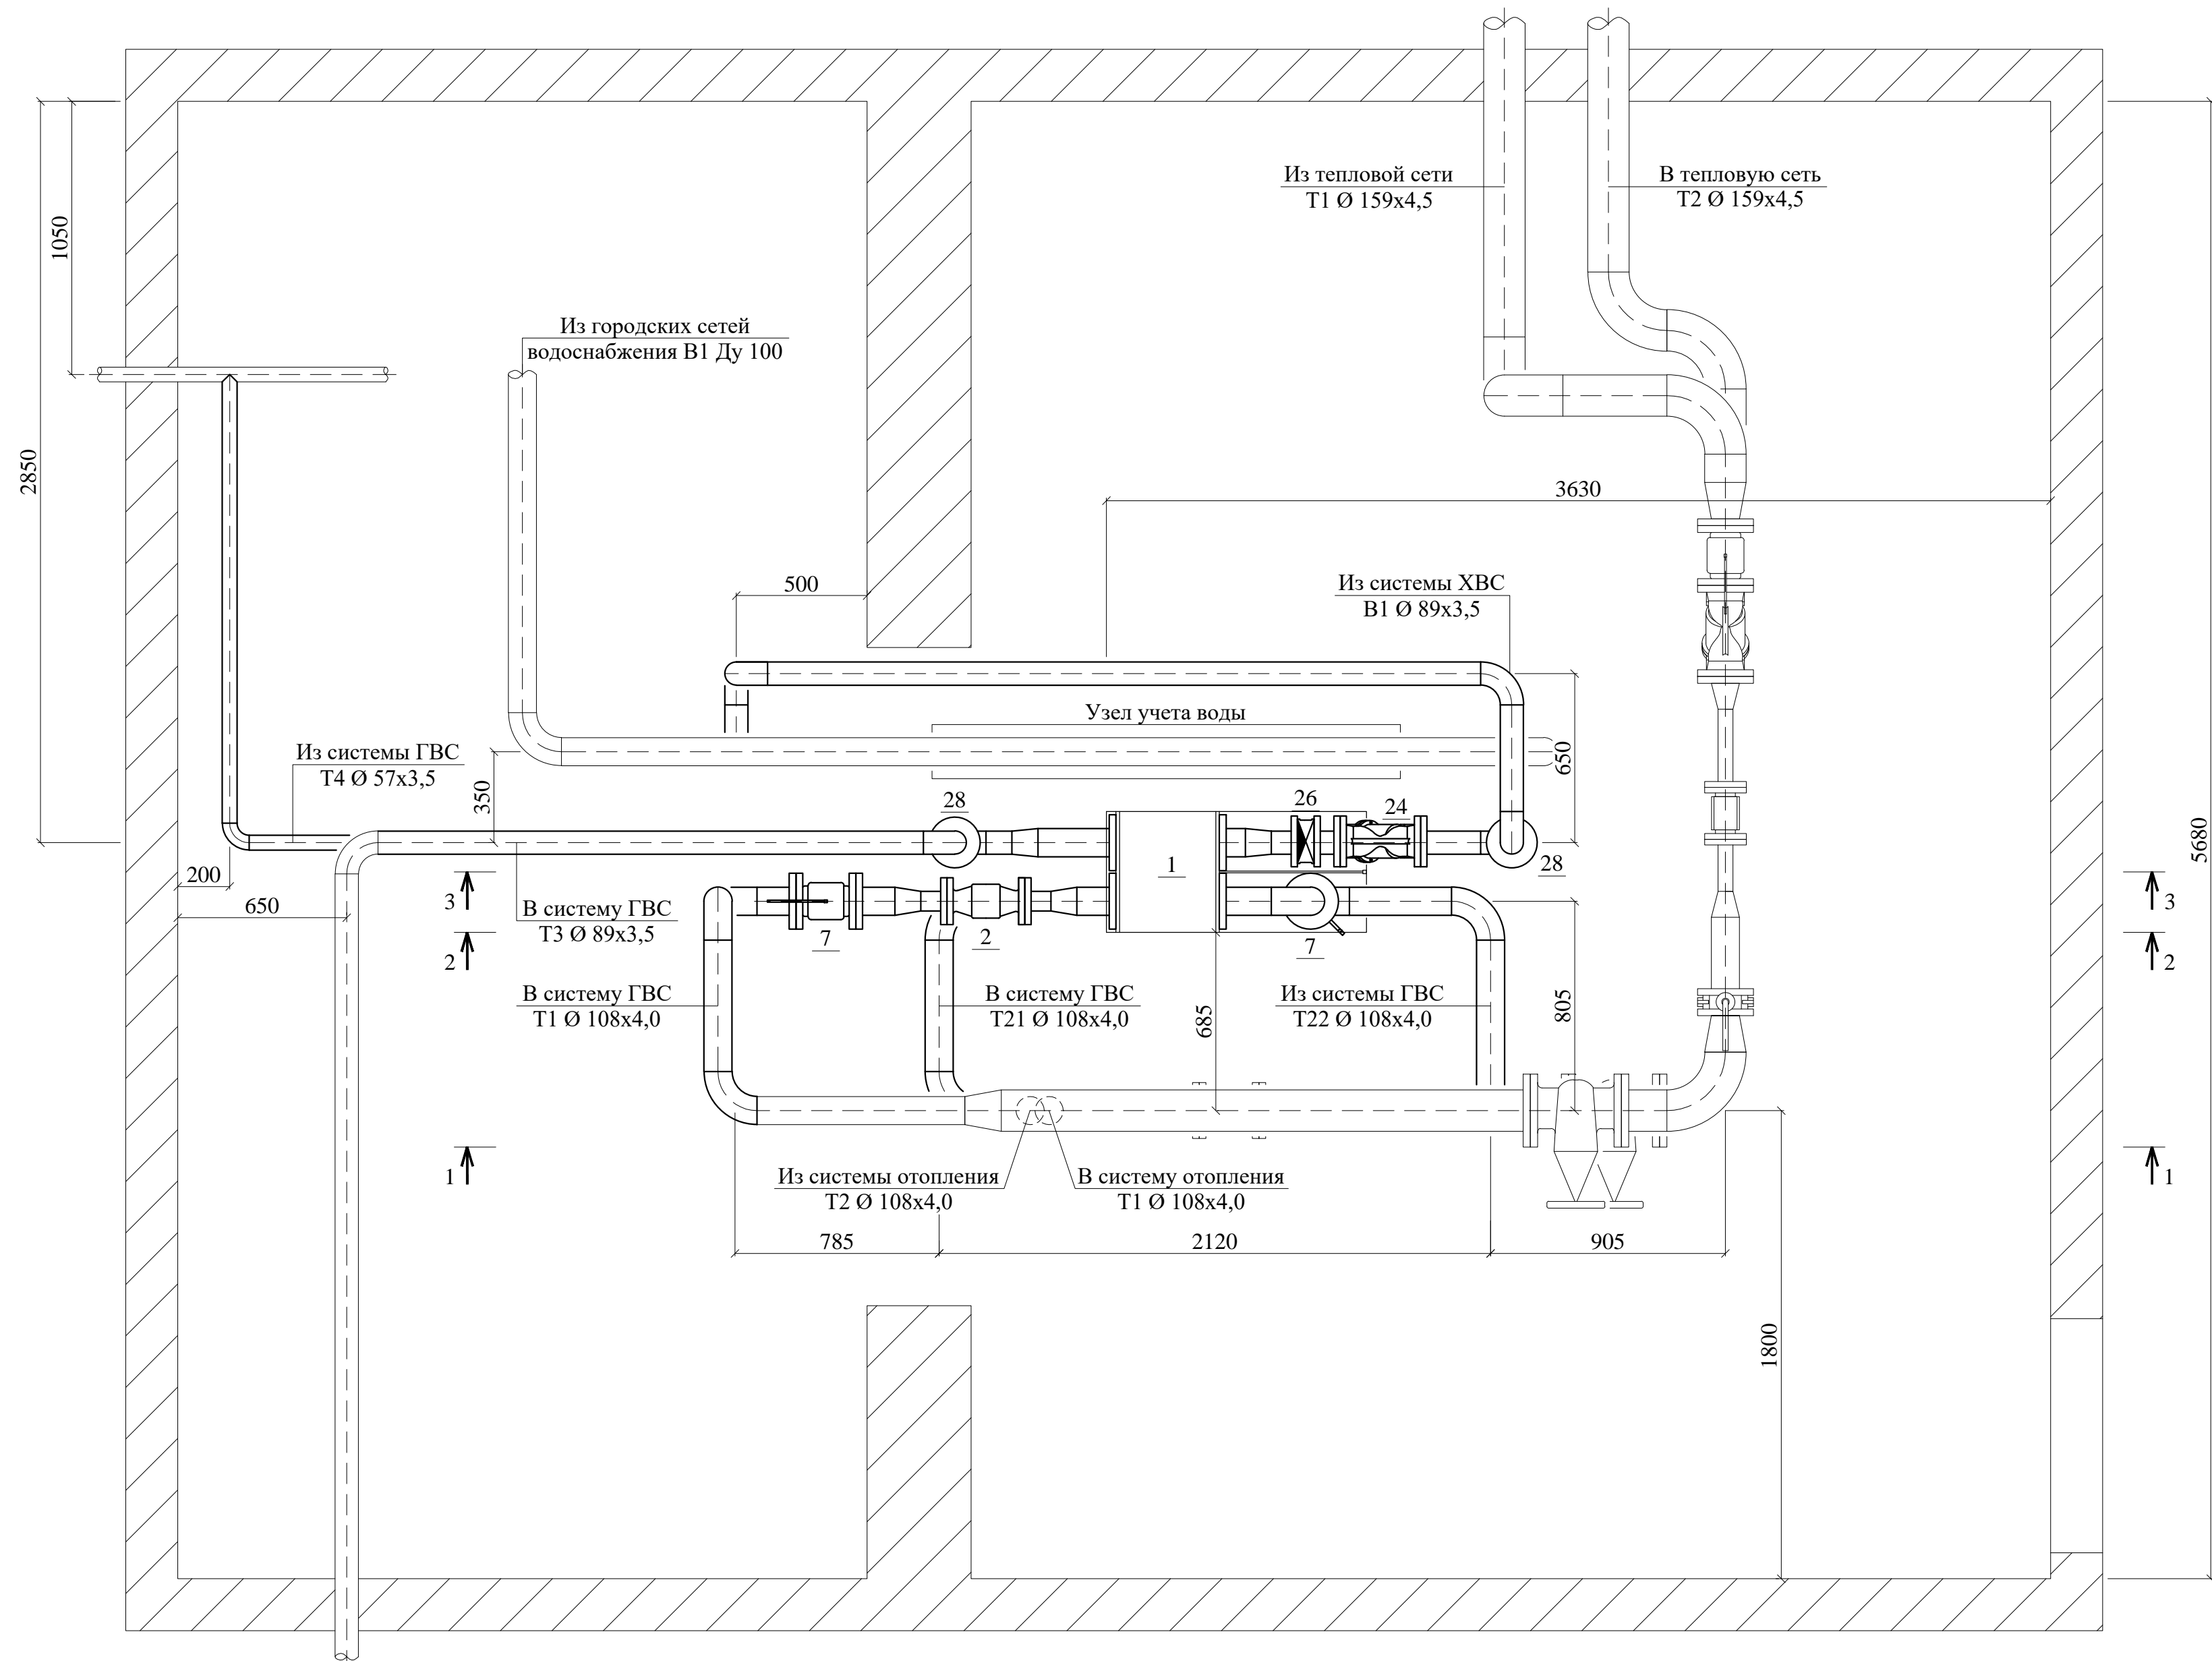 Из тепловой сети
Т1 Ø 159х4,5
В тепловую сеть
Т2 Ø 159х4,5
1050
2850
Из городских сетей
водоснабжения В1 Ду 100
3630
500
Из системы ХВС
В1 Ø 89х3,5
Узел учета воды
650
Из системы ГВС
Т4 Ø 57х3,5
350
28
26
24
1
28
5680
200
650
3
В систему ГВС
Т3 Ø 89х3,5
7
2
7
3
2
2
В систему ГВС
Т1 Ø 108х4,0
В систему ГВС
Т21 Ø 108х4,0
685
Из системы ГВС
Т22 Ø 108х4,0
805
1
Из системы отопления
Т2 Ø 108х4,0
В систему отопления
Т1 Ø 108х4,0
1
785
2120
905
1800